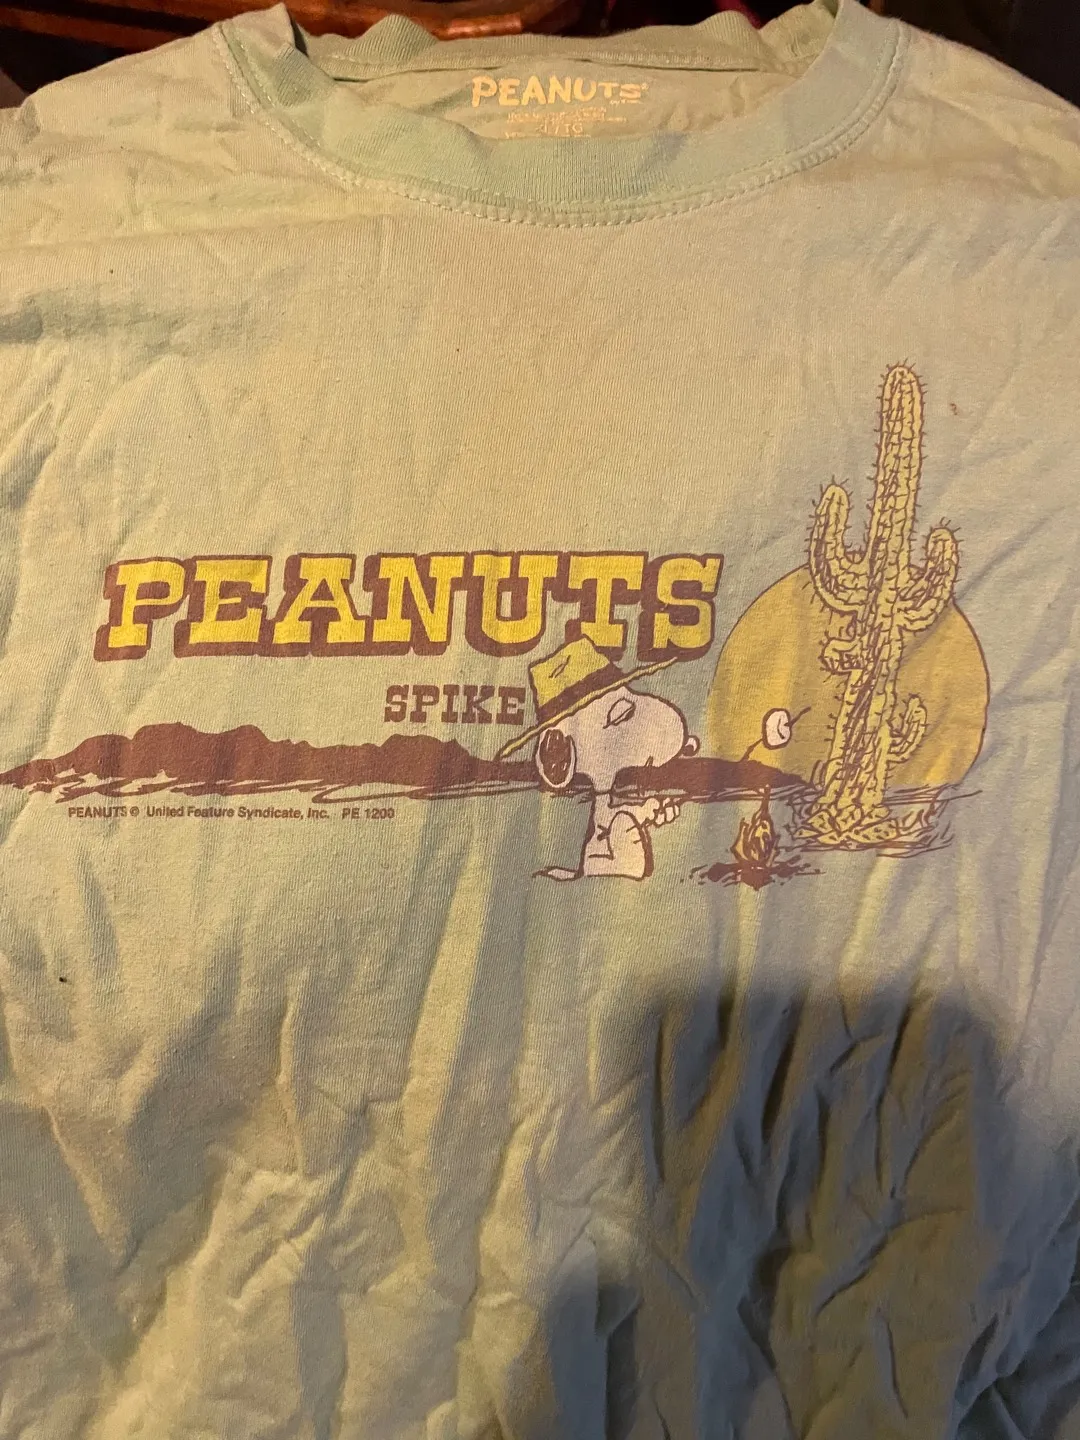 PEANUTS
PEANUTS
SPIKE
PEANUTS © United Feature Syndicate, Inc. PE 1200